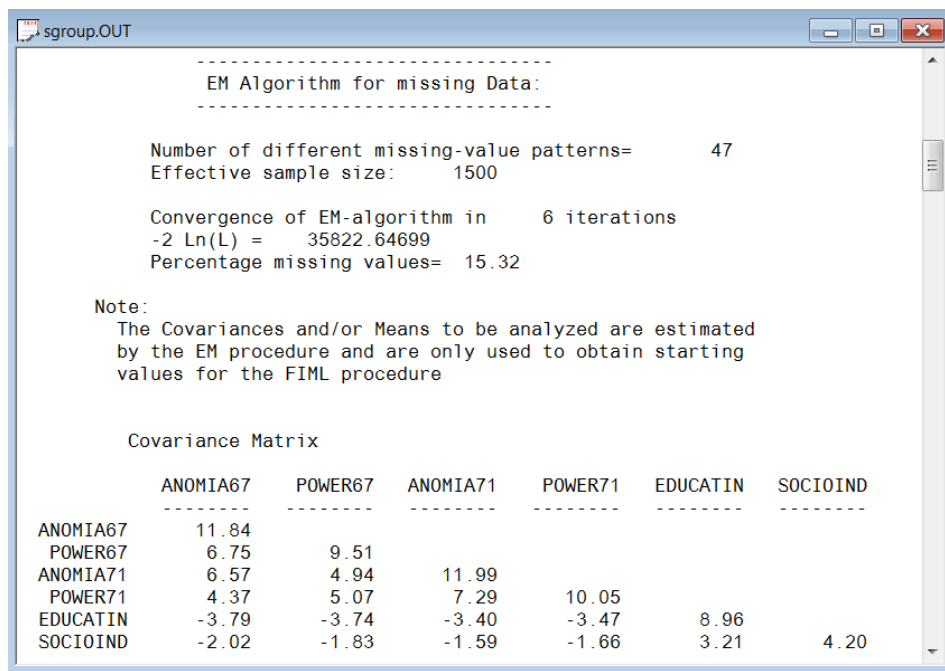 sgroup.OUT
--------------------------------
EM Algorithm for missing Data:
--------------------------------
Number of different missing-value patterns= 47
Effective sample size: 1500
Convergence of EM-algorithm in 6 iterations
-2 Ln(L) = 35822.64699
Percentage missing values= 15.32
Note:
The Covariances and/or Means to be analyzed are estimated
by the EM procedure and are only used to obtain starting
values for the FIML procedure
Covariance Matrix
ANOMIA67 POWER67 ANOMIA71 POWER71 EDUCATIN SOCIOIND
-------- -------- -------- -------- -------- --------
ANOMIA67 11.84
POWER67 6.75 9.51
ANOMIA71 6.57 4.94 11.99
POWER71 4.37 5.07 7.29 10.05
EDUCATIN -3.79 -3.74 -3.40 -3.47 8.96
SOCIOIND -2.02 -1.83 -1.59 -1.66 3.21 4.20